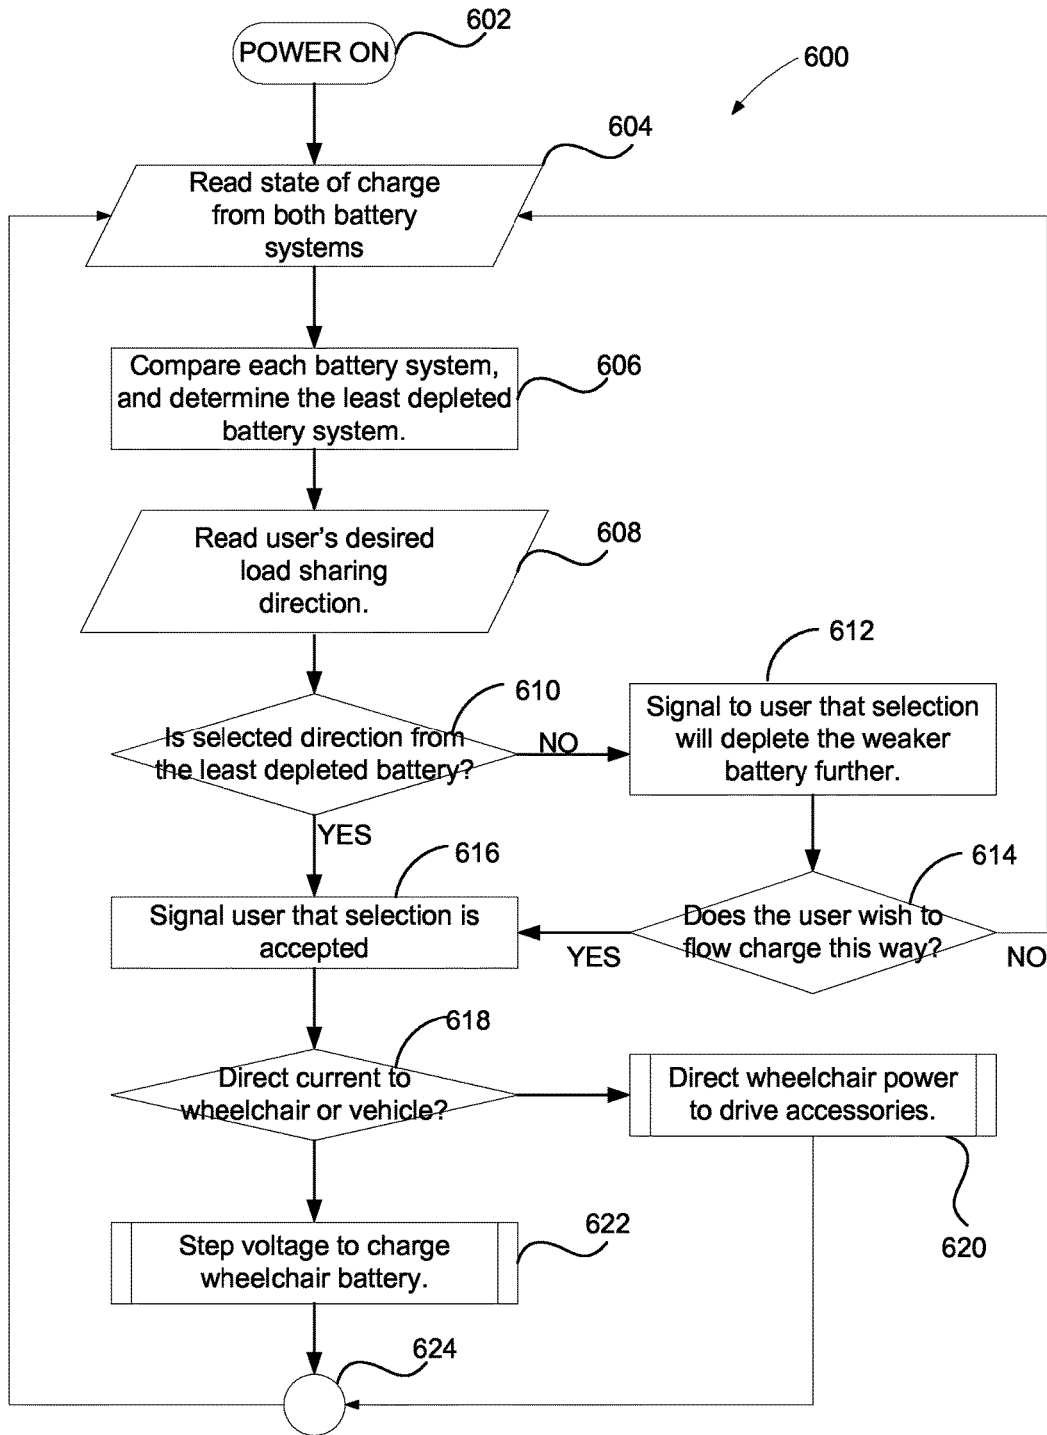 602
POWER ON
600
604
Read state of charge
from both battery
systems
Compare each battery system,
and determine the least depleted
battery system.
606
Read user's desired
load sharing
direction.
608
612
610
Is selected direction from
the least depleted battery?
NO
Signal to user that selection
will deplete the weaker
battery further.
YES
616
614
Signal user that selection is
accepted
Does the user wish to
flow charge this way?
YES
NO
618
Direct current to
wheelchair or vehicle?
Direct wheelchair power
to drive accessories.
622
620
Step voltage to charge
wheelchair battery.
624